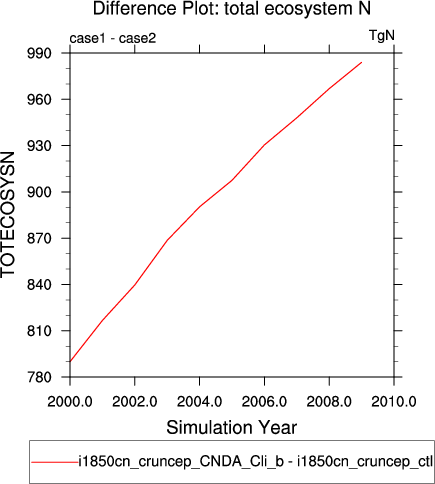 Difference Plot: total ecosystem N
case1 - case2
TgN
990
960
930
900
870
840
810
780
TOTECOSYSN
2000.0 2002.0 2004.0 2006.0 2008.0 2010.0
Simulation Year
i1850cn_cruncep_CNDA_Cli_b - i1850cn_cruncep_ctl